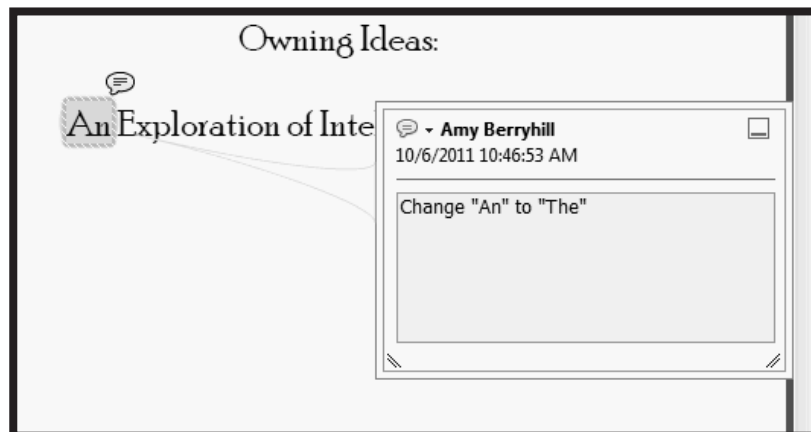 Owning Ideas:
An Exploration of Inte
Amy Berryhill
10/6/2011 10:46:53 AM
Change "An" to "The"